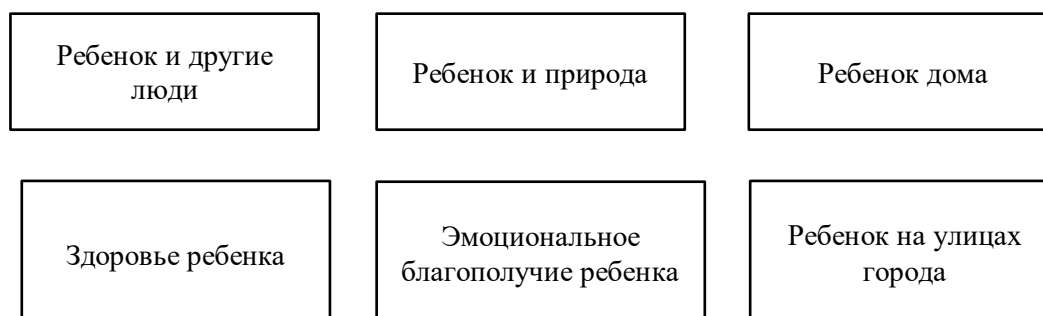 Ребенок и другие
люди
Ребенок и природа
Ребенок дома
Здоровье ребенка
Эмоциональное
благополучие ребенка
Ребенок на улицах
города